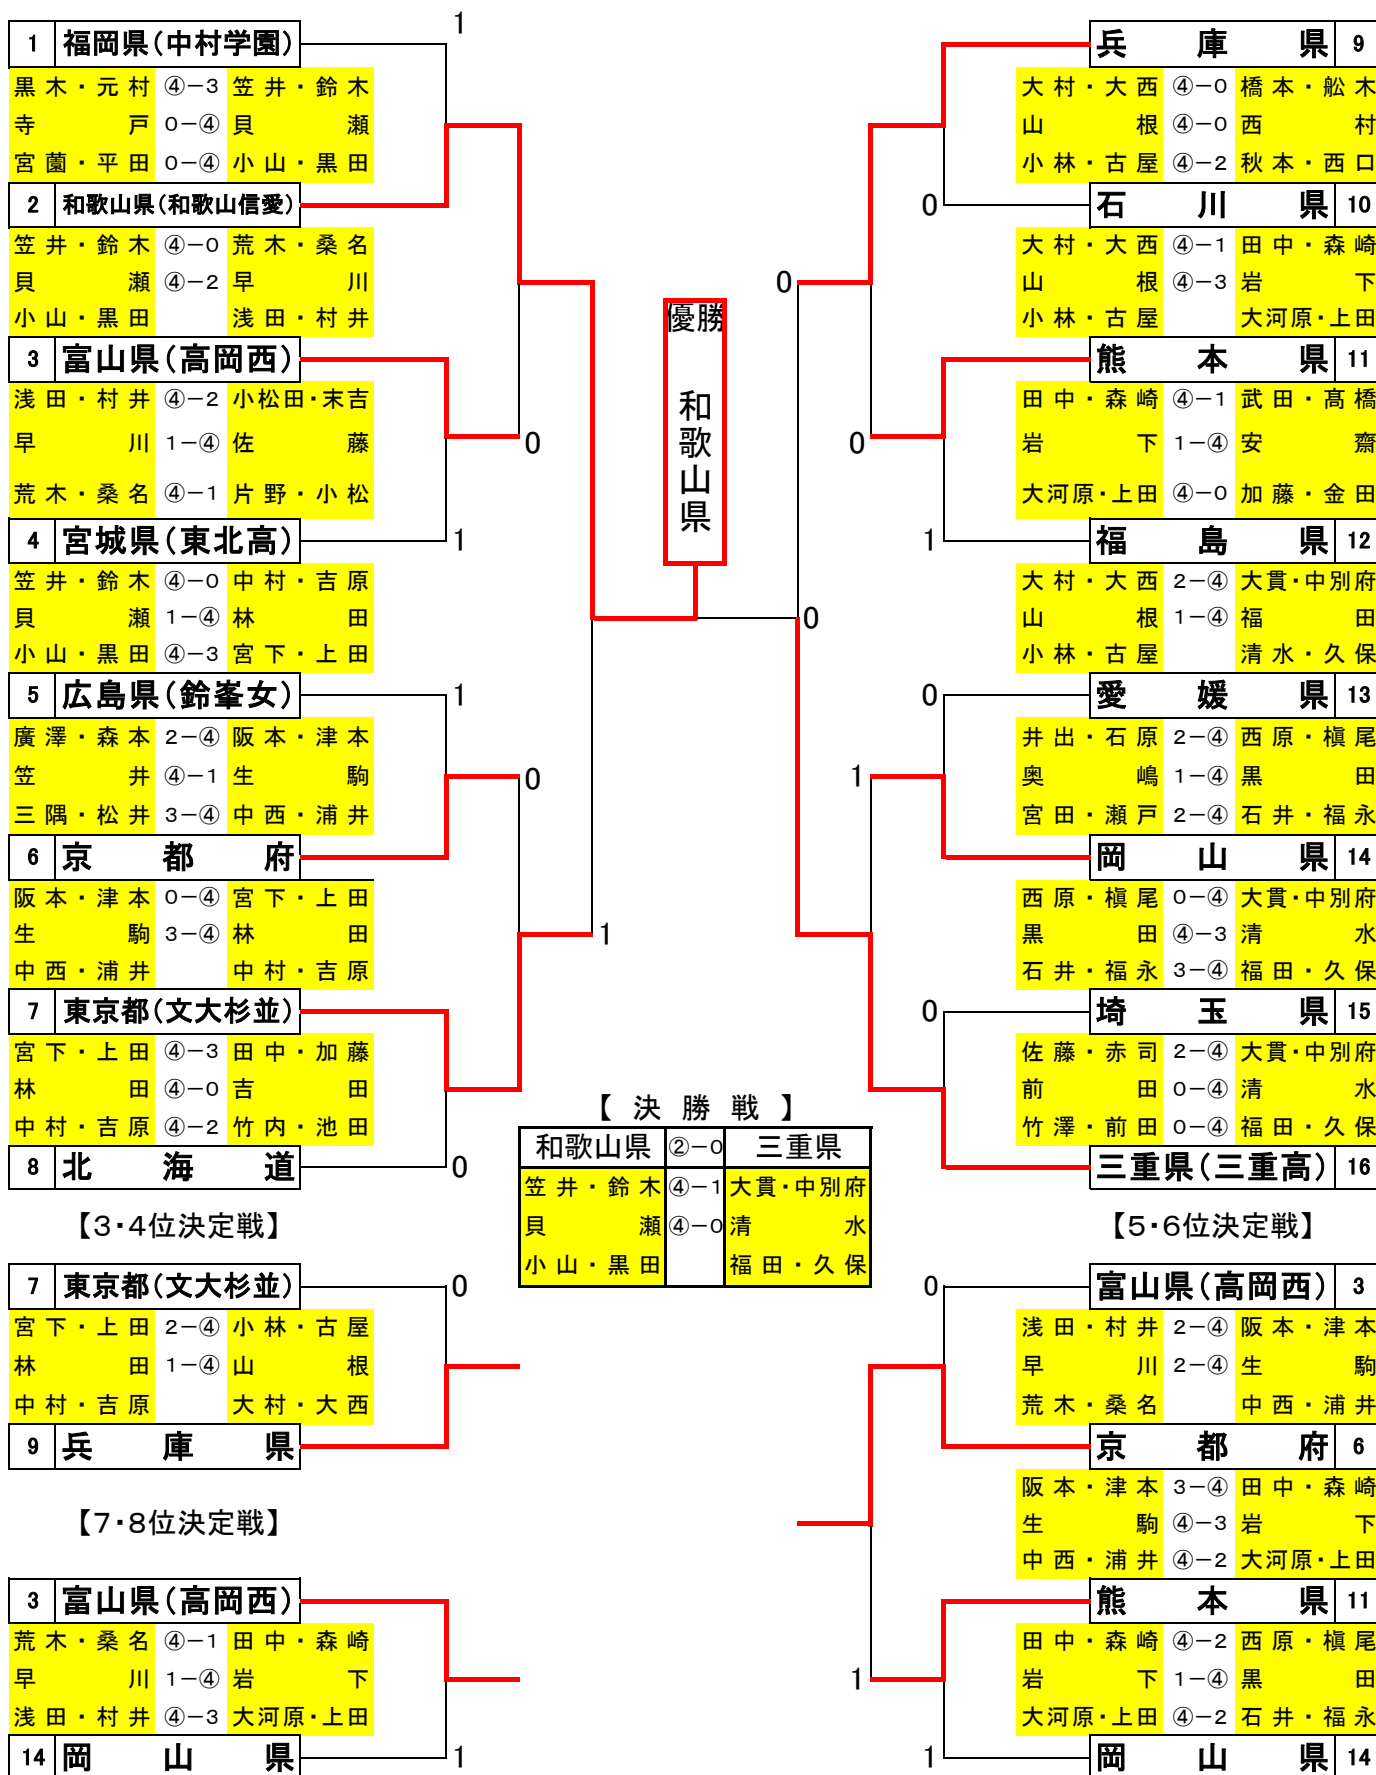 1
1 福岡県(中村学園)
黒木・元村 ④－3 笠井・鈴木
寺戸 0－④ 貝瀬
宮薗・平田 0－④ 小山・黒田
2 和歌山県(和歌山信愛)
笠井・鈴木 ④－0 荒木・桑名
貝瀬 ④－2 早川
小山・黒田 浅田・村井
3 富山県(高岡西)
0
浅田・村井 ④－2 小松田・末吉
早川 1－④ 佐藤
荒木・桑名 ④－1 片野・小松
4 宮城県(東北高)
1
笠井・鈴木 ④－0 中村・吉原
貝瀬 1－④ 林田
小山・黒田 ④－3 宮下・上田
5 広島県(鈴峯女)
1
廣澤・森本 2－④ 阪本・津本
笠井 ④－1 生駒
0
三隅・松井 3－④ 中西・浦井
6 京都府
阪本・津本 0－④ 宮下・上田
生駒 3－④ 林田
1
中西・浦井 中村・吉原
7 東京都(文大杉並)
宮下・上田 ④－3 田中・加藤
林田 ④－0 吉田
中村・吉原 ④－2 竹内・池田
8 北海道
0
優勝
和歌山県
0
兵庫県 9
大村・大西 ④－0 橋本・舩木
山根 ④－0 西村
小林・古屋 ④－2 秋本・西口
0
石川県 10
大村・大西 ④－1 田中・森崎
山根 ④－3 岩下
0
小林・古屋 大河原・上田
熊本県 11
田中・森崎 ④－1 武田・髙橋
岩下 1－④ 安齋
0
大河原・上田 ④－0 加藤・金田
1
福島県 12
大村・大西 2－④ 大貫・中別府
山根 1－④ 福田
小林・古屋 清水・久保
0
愛媛県 13
井出・石原 2－④ 西原・槇尾
奥嶋 1－④ 黒田
1
宮田・瀬戸 2－④ 石井・福永
岡山県 14
西原・槇尾 0－④ 大貫・中別府
黒田 ④－3 清水
石井・福永 3－④ 福田・久保
0
埼玉県 15
佐藤・赤司 2－④ 大貫・中別府
前田 0－④ 清水
竹澤・前田 0－④ 福田・久保
三重県(三重高) 16
【決勝戦】
和歌山県 ②－0 三重県
笠井・鈴木 ④－1 大貫・中別府
貝瀬 ④－0 清水
小山・黒田 福田・久保
【3・4位決定戦】
7 東京都(文大杉並)
0
宮下・上田 2－④ 小林・古屋
林田 1－④ 山根
中村・吉原 大村・大西
9 兵庫県
【7・8位決定戦】
3 富山県(高岡西)
荒木・桑名 ④－1 田中・森崎
早川 1－④ 岩下
浅田・村井 ④－3 大河原・上田
14 岡山県
1
【5・6位決定戦】
0
富山県(高岡西) 3
浅田・村井 2－④ 阪本・津本
早川 2－④ 生駒
荒木・桑名 中西・浦井
京都府 6
阪本・津本 3－④ 田中・森崎
生駒 ④－3 岩下
中西・浦井 ④－2 大河原・上田
熊本県 11
田中・森崎 ④－2 西原・槇尾
岩下 1－④ 黒田
1
大河原・上田 ④－2 石井・福永
1
岡山県 14